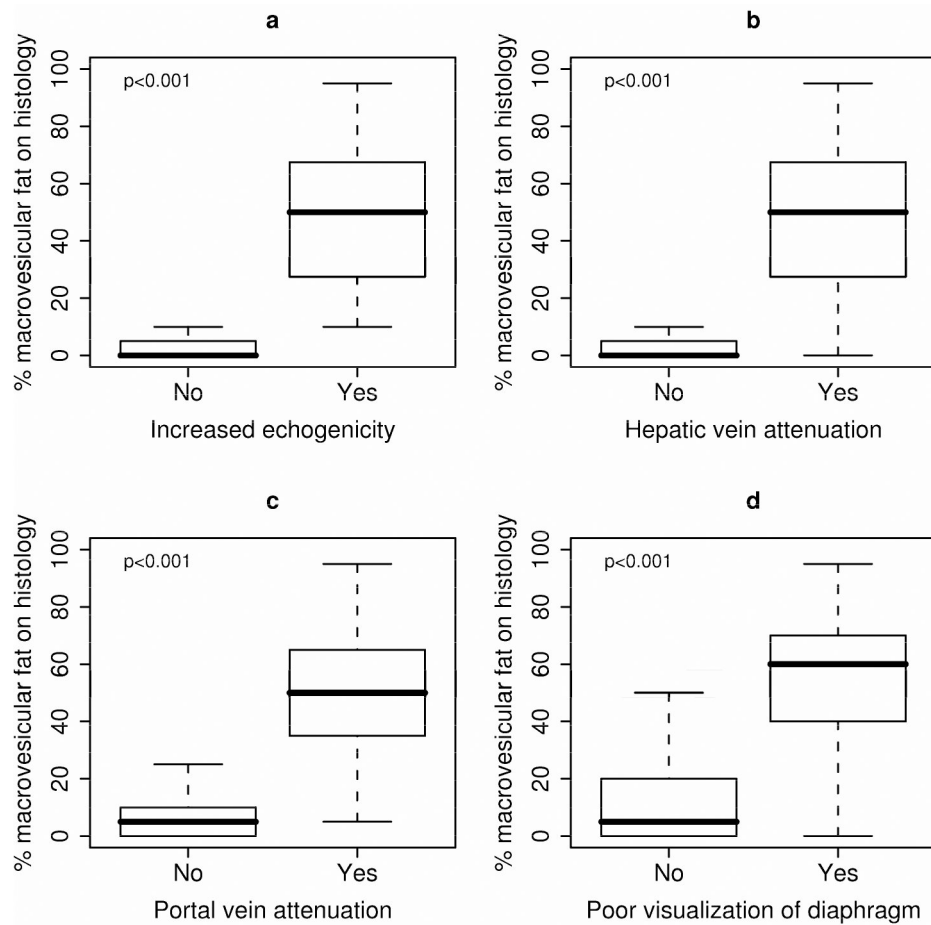 a
% macrovesicular fat on histology
0 20 40 60 80 100
p<0.001
No Yes
Increased echogenicity
b
% macrovesicular fat on histology
0 20 40 60 80 100
p<0.001
No Yes
Hepatic vein attenuation
c
% macrovesicular fat on histology
0 20 40 60 80 100
p<0.001
No Yes
Portal vein attenuation
d
% macrovesicular fat on histology
0 20 40 60 80 100
p<0.001
No Yes
Poor visualization of diaphragm